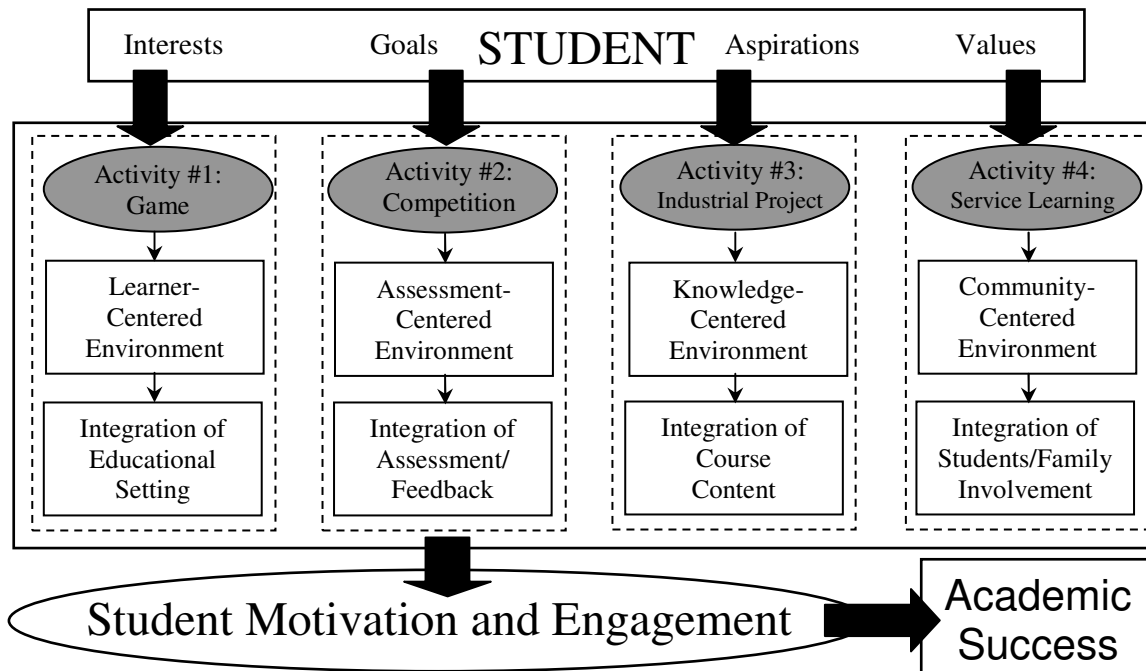 Interests Goals STUDENT Aspirations Values
Activity #1:
Game
Learner-
Centered
Environment
Integration of
Educational
Setting
Activity #2:
Competition
Assessment-
Centered
Environment
Integration of
Assessment/
Feedback
Activity #3:
Industrial Project
Knowledge-
Centered
Environment
Integration of
Course
Content
Activity #4:
Service Learning
Community-
Centered
Environment
Integration of
Students/Family
Involvement
Student Motivation and Engagement
Academic
Success